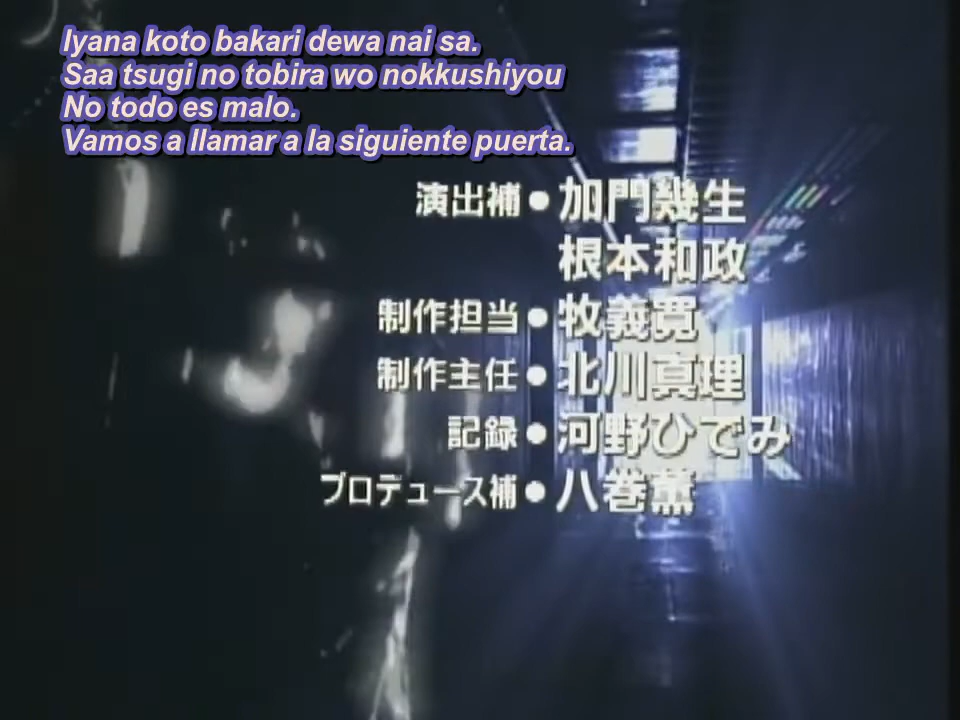 Iyana koto bakari dewa nai sa.
Saa tsugi no tobira wo nokkushiyou
No todo es malo.
Vamos a llamar a la siguiente puerta.
演出補●加門幾生
根本和政
制作担当●牧義寛
制作主任●北川真理
記録●河野ひでみ
プロデュース補●八巻薫